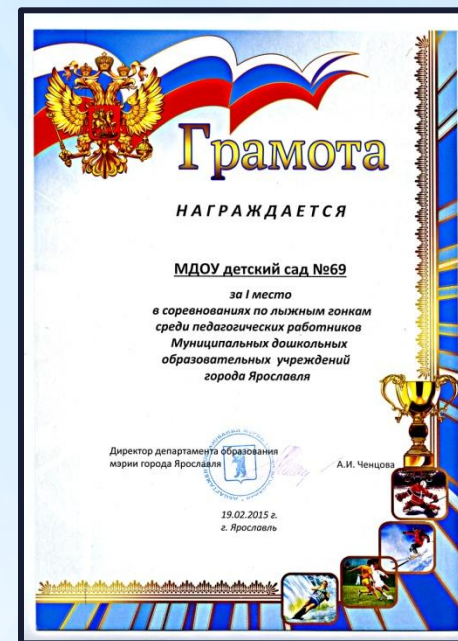 Грамота
НАГРАЖДАЕТСЯ
МДОУ детский сад №69
за I место
в соревнованиях по лыжным гонкам
среди педагогических работников
Муниципальных дошкольных
образовательных учреждений
города Ярославля
Директор департамента образования
мэрии города Ярославля А.И. Ченцова
19.02.2015 г.
г. Ярославль